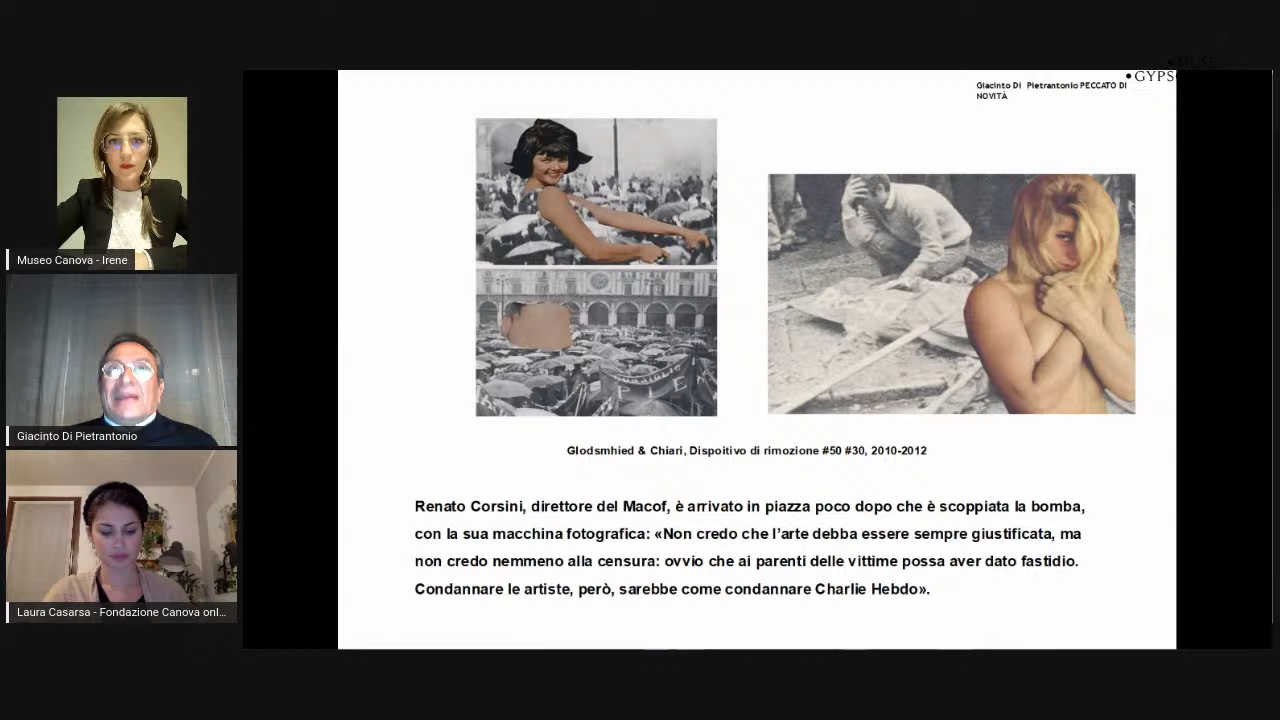 MUSE
GYPS
Giacinto Di Pietrantonio PECCATO DI
NOVITÀ
Museo Canova - Irene
Giacinto Di Pietrantonio
Laura Casarsa - Fondazione Canova onl...
Glodsmhied & Chiari, Dispoitivo di rimozione #50 #30, 2010-2012
Renato Corsini, direttore del Macof, è arrivato in piazza poco dopo che è scoppiata la bomba,
con la sua macchina fotografica: «Non credo che l'arte debba essere sempre giustificata, ma
non credo nemmeno alla censura: ovvio che ai parenti delle vittime possa aver dato fastidio.
Condannare le artiste, però, sarebbe come condannare Charlie Hebdo».